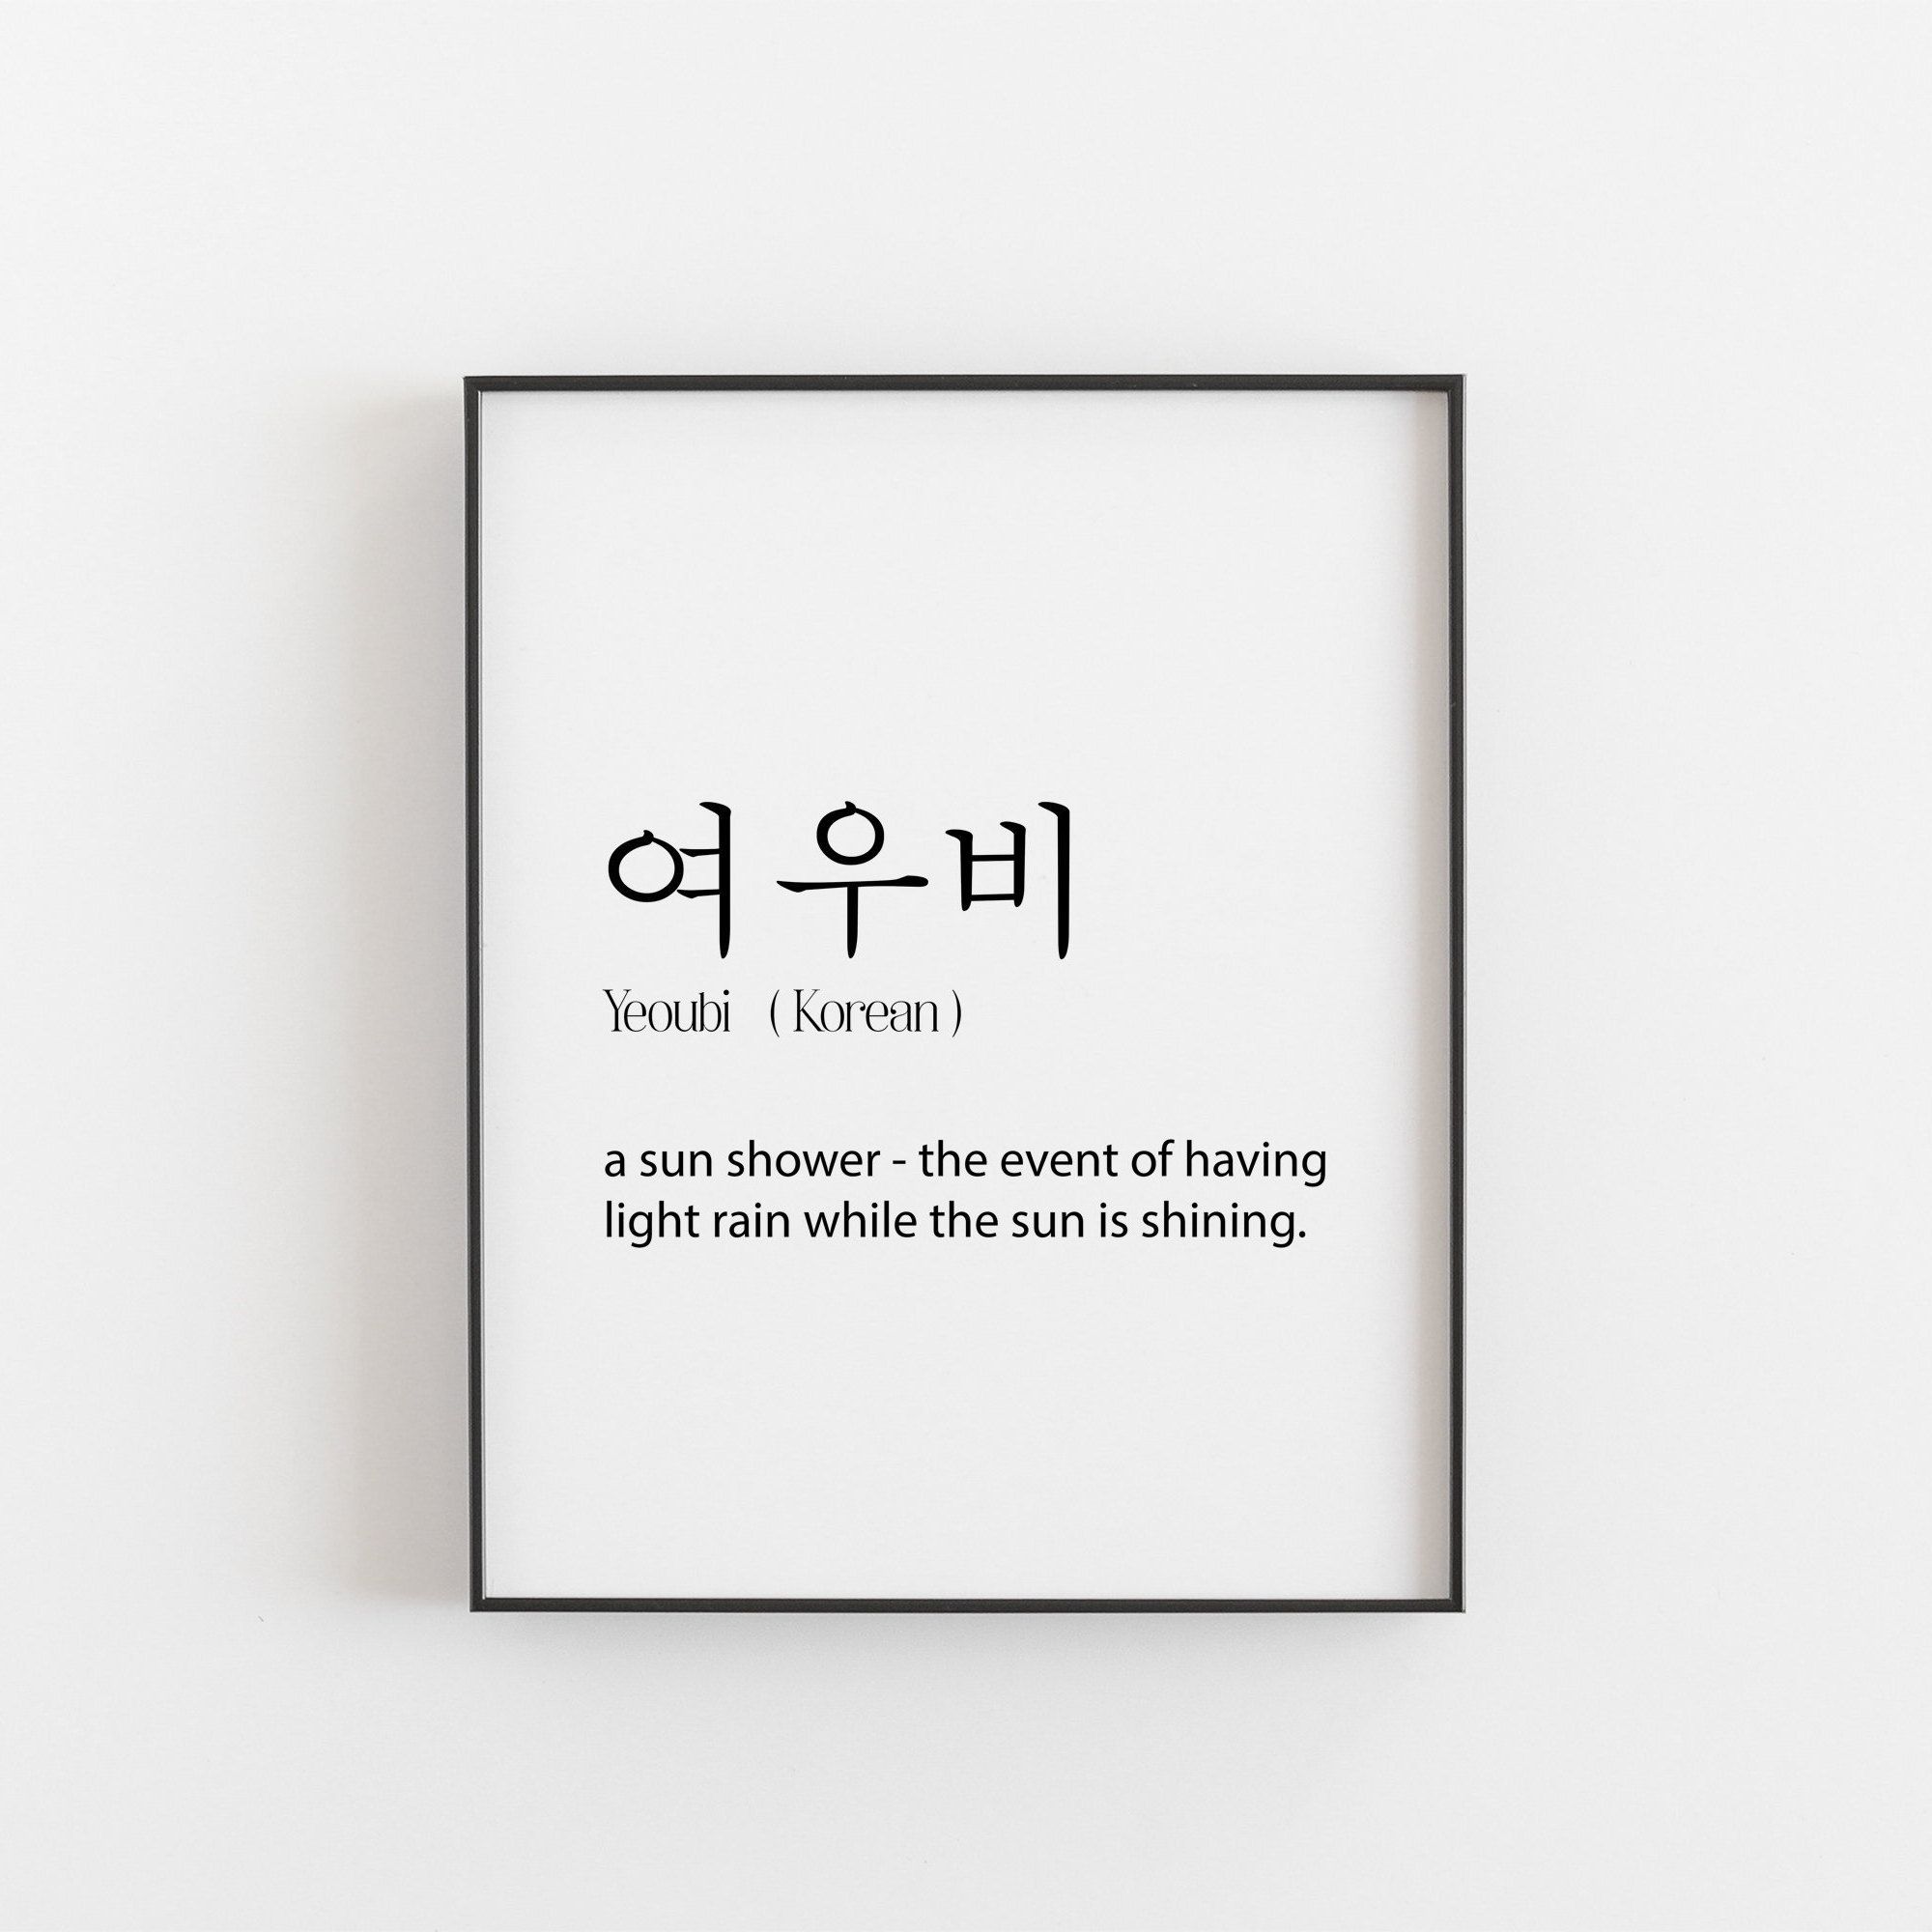 여우비
Yeoubi ( Korean )
a sun shower - the event of having
light rain while the sun is shining.